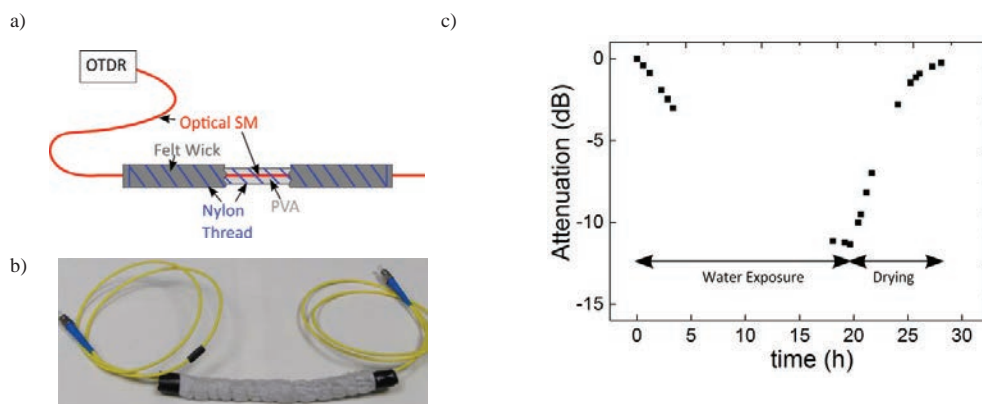 a)
OTDR
Optical SM
Felt Wick
Nylon
Thread
PVA
b)
c)
Attenuation (dB)
0
-5
-10
-15
Water Exposure
Drying
0 5 10 15 20 25 30
time (h)